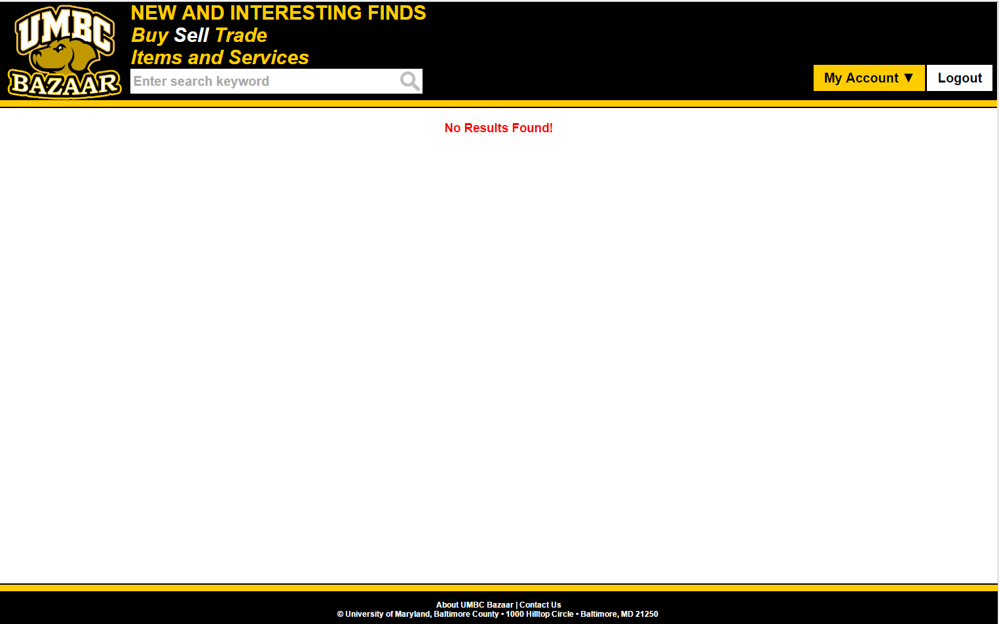 UMBC
BAZAAR
NEW AND INTERESTING FINDS
Buy Sell Trade
Items and Services
Enter search keyword
My Account ▼
Logout
No Results Found!
About UMBC Bazaar | Contact Us
© University of Maryland, Baltimore County • 1000 Hilltop Circle • Baltimore, MD 21250